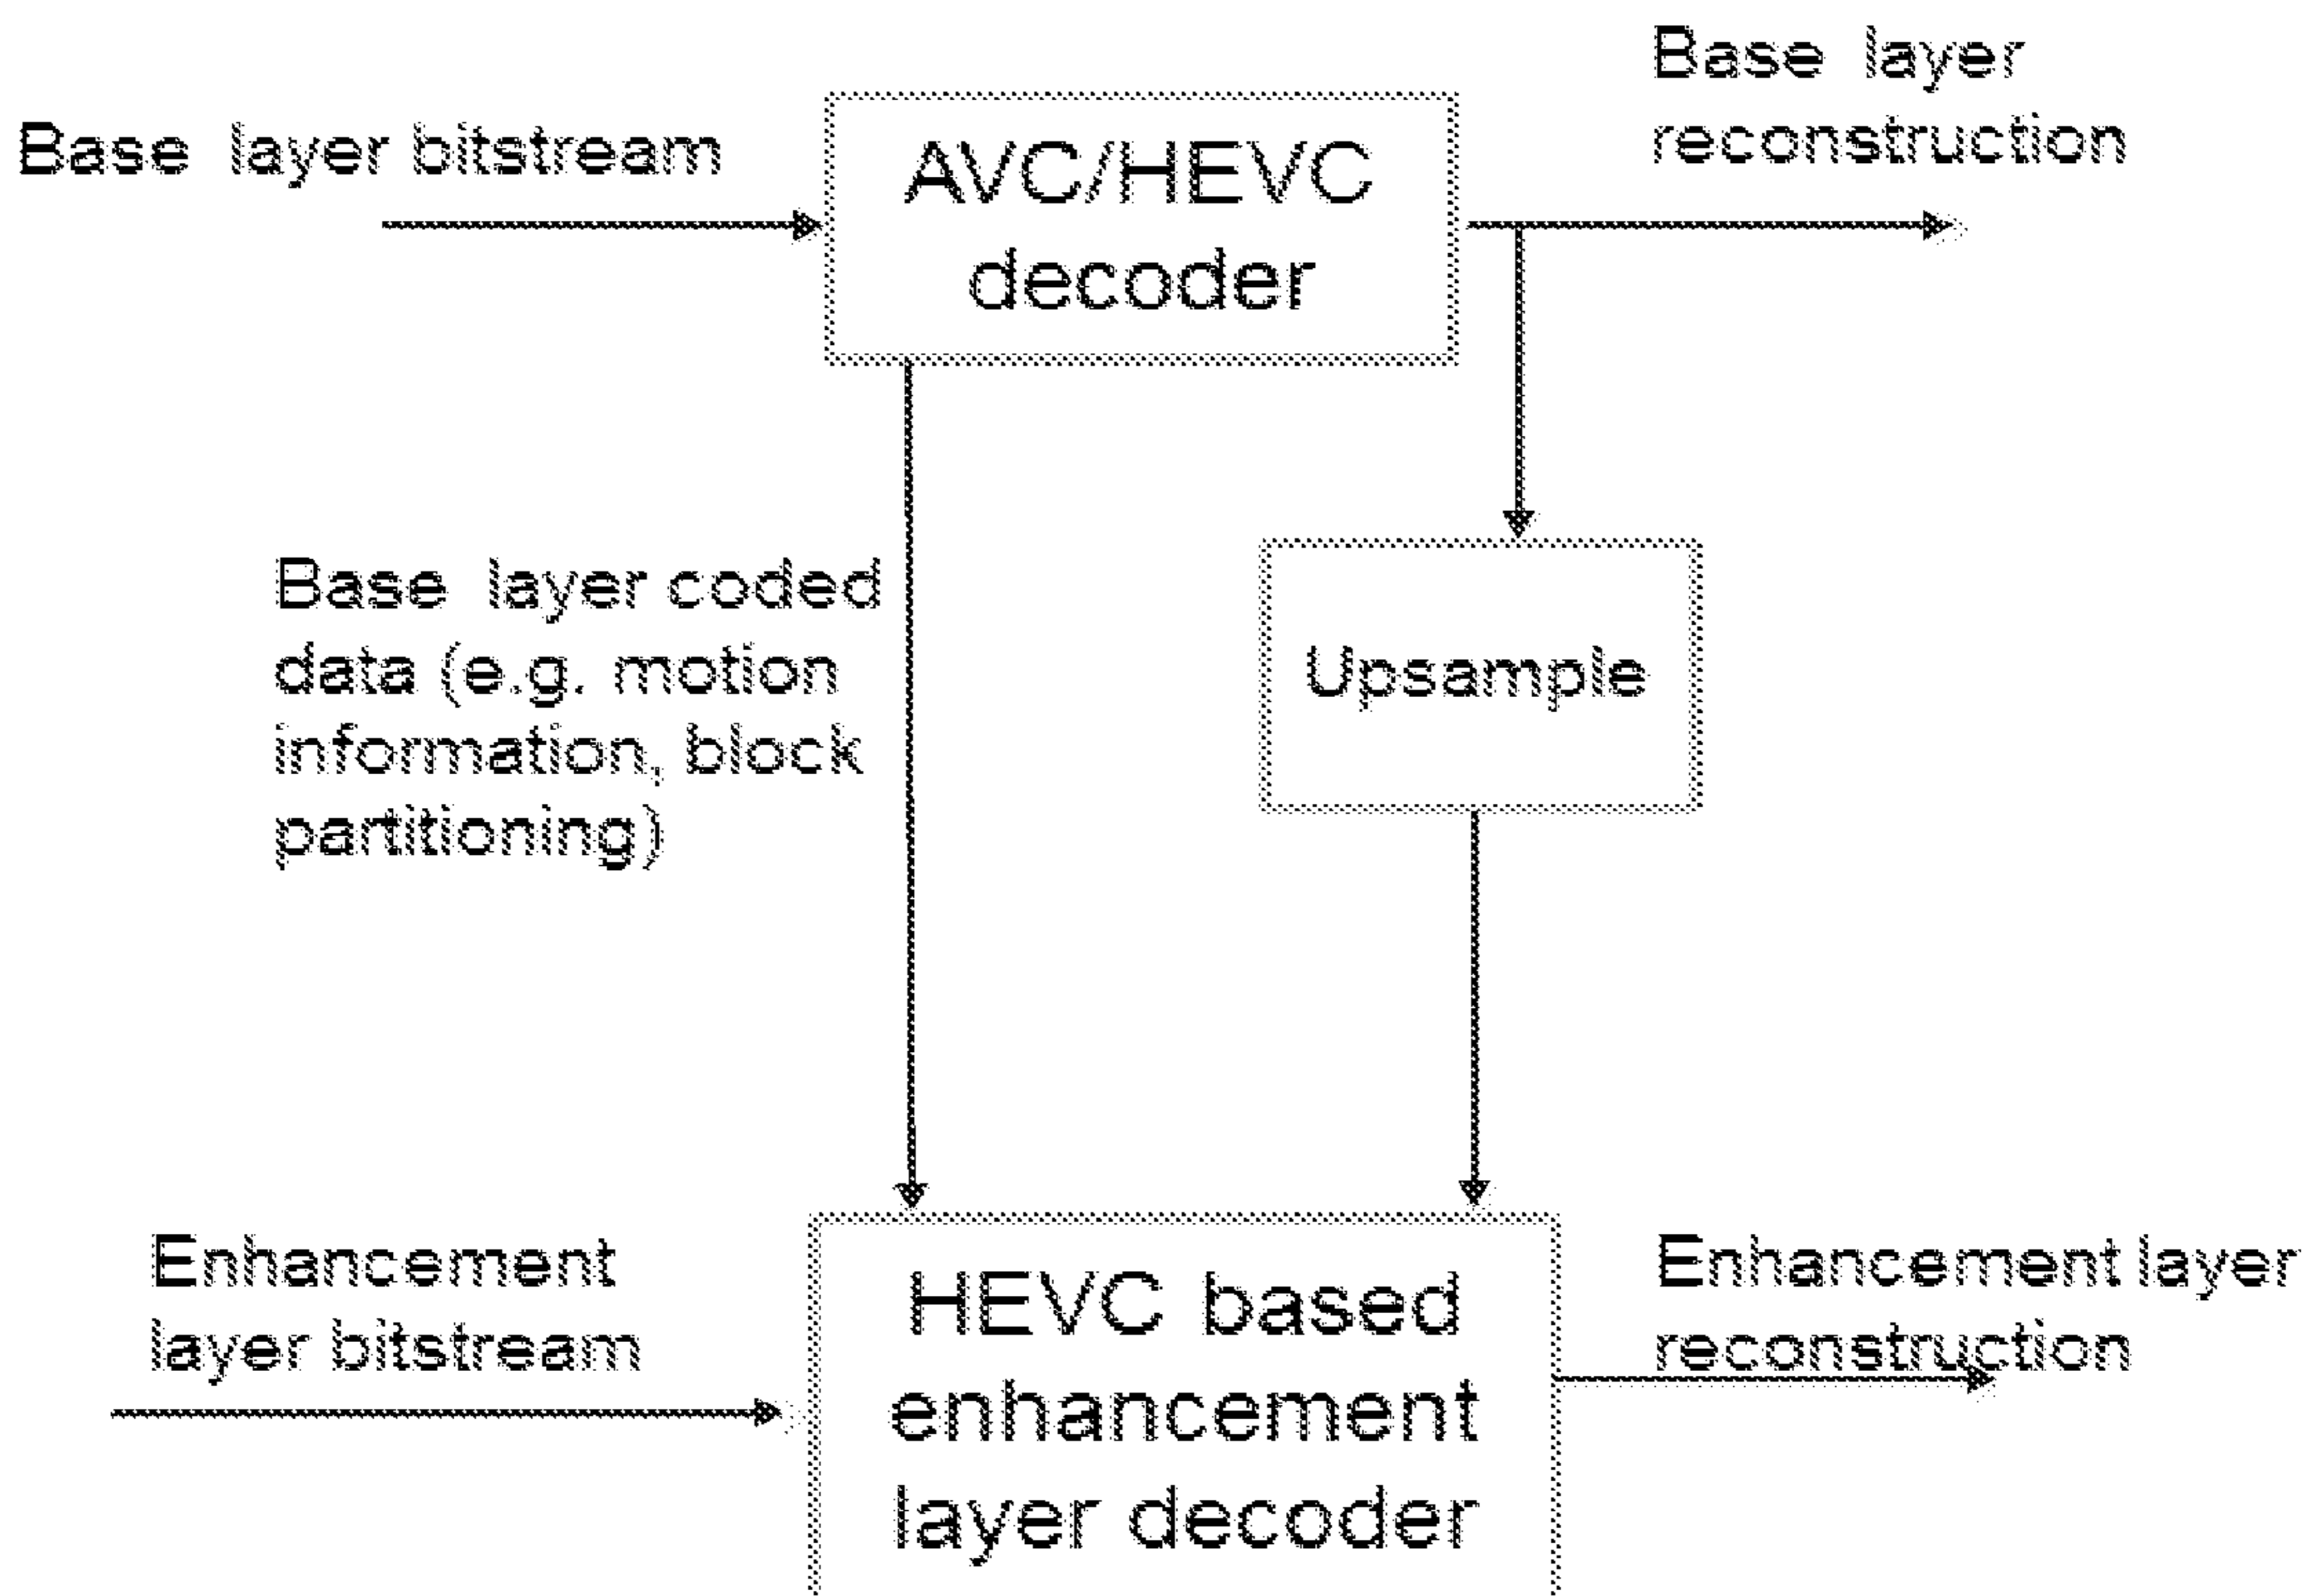 Base layer bitstream
AVC/HEVC
decoder
Base layer
reconstruction
Base layer coded
data (e.g. motion
information, block
partitioning)
Upsample
Enhancement
layer bitstream
HEVC based
enhancement
layer decoder
Enhancement layer
reconstruction